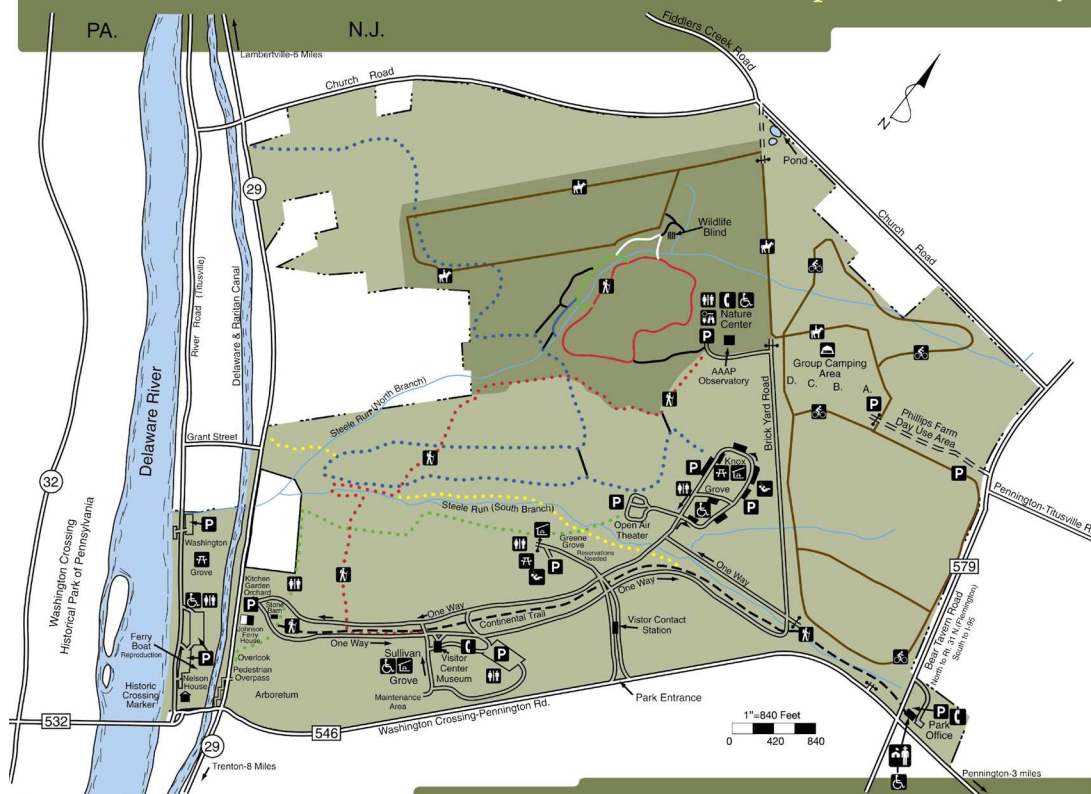 PA.
N.J.
Fiddlers Creek Road
Lambertville-6 Miles
Church Road
N
Pond
29
Church Road
Wildlife
Blind
River Road (Titusville)
Delaware & Raritan Canal
Delaware River
Nature
Center
P
AAAP
Observatory
Group Camping
Area
D. C. B. A.
P
Phillips Farm
Day Use Area
Brick Yard Road
Steele Run (North Branch)
Grant Street
32
Washington Crossing
Historical Park of Pennsylvania
P
Pennington-Titusville R
Knox
Grove
P
P
P
Open Air
Theater
Steele Run (South Branch)
P
Washington
Grove
Greene
Grove
Reservations
Needed
P
One Way
One Way
579
Bear Tavern Road
North to Rt. 31 N.(Flemington)
South to I-95
Kitchen
Garden
Orchard
P
Stone
Barn
Johnson
Ferry
House
One Way
Continental Trail
One Way
Vistor Contact
Station
Ferry
Boat
Reproduction
P
Overlook
Pedestrian
Overpass
Nelson
House
Historic
Crossing
Marker
Arboretum
Sullivan
Grove
Visitor
Center
Museum
P
Maintenance
Area
Park Entrance
Washington Crossing-Pennington Rd.
532
546
29
Trenton-8 Miles
1"=840 Feet
0 420 840
P
Park
Office
Pennington-3 miles